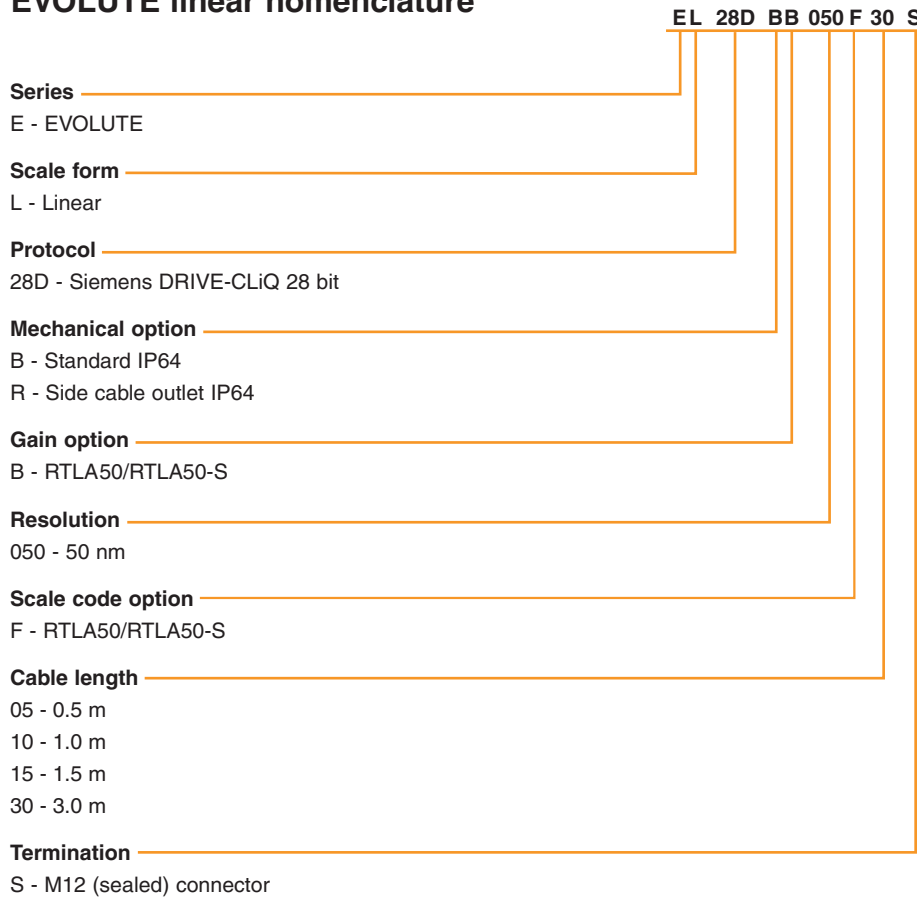 EVOLUTE linear nomenclature
EL 28D BB 050 F 30 S
Series
E - EVOLUTE
Scale form
L - Linear
Protocol
28D - Siemens DRIVE-CLiQ 28 bit
Mechanical option
B - Standard IP64
R - Side cable outlet IP64
Gain option
B - RTLA50/RTLA50-S
Resolution
050 - 50 nm
Scale code option
F - RTLA50/RTLA50-S
Cable length
05 - 0.5 m
10 - 1.0 m
15 - 1.5 m
30 - 3.0 m
Termination
S - M12 (sealed) connector